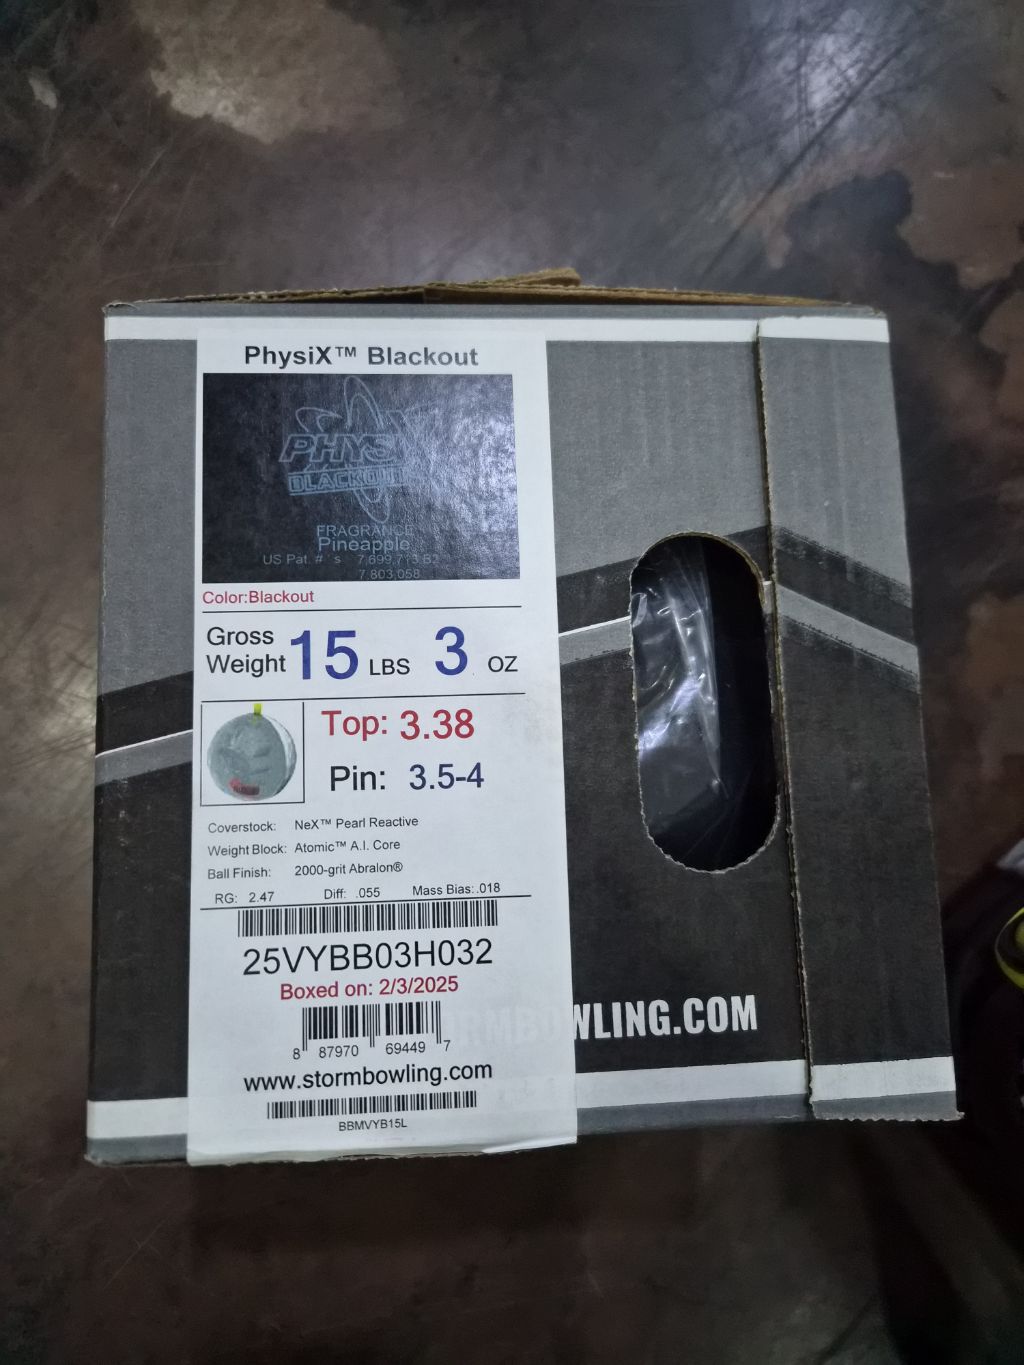 PhysiX™ Blackout
PHYSIX
BLACKOUT
FRAGRANCE
Pineapple
US Pat. # s 7,699,713 B2
7,803,058
Color:Blackout
Gross Weight 15 LBS 3 OZ
Top: 3.38
Pin: 3.5-4
Coverstock: NeX™ Pearl Reactive
Weight Block: Atomic™ A.I. Core
Ball Finish: 2000-grit Abralon®
RG: 2.47 Diff: .055 Mass Bias: .018
25VYBB03H032
Boxed on: 2/3/2025
STORMBOWLING.COM
8 87970 69449 7
www.stormbowling.com
BBMVYB15L